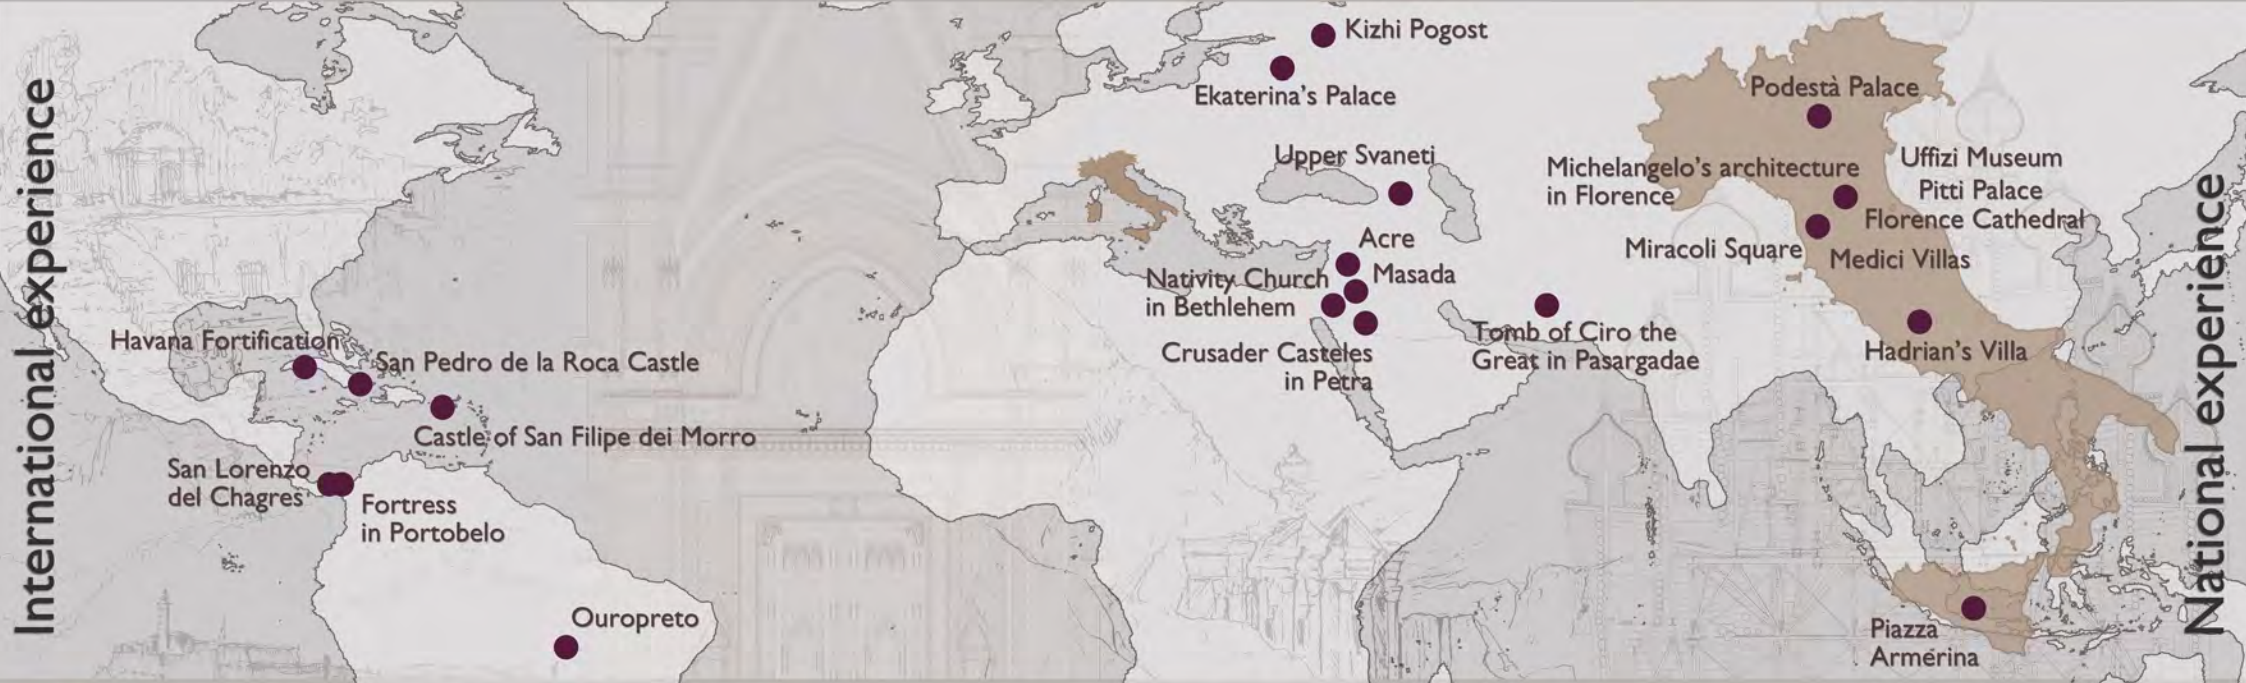 International experience
Kizhi Pogost
Ekaterina's Palace
Upper Svaneti
Acre
Masada
Nativity Church
in Bethlehem
Crusader Casteles
in Petra
Tomb of Ciro the
Great in Pasargadae
Havana Fortification
San Pedro de la Roca Castle
Castle of San Filipe dei Morro
San Lorenzo
del Chagres
Fortress
in Portobelo
Ouropreto
Podestà Palace
Michelangelo's architecture
in Florence
Uffizi Museum
Pitti Palace
Florence Cathedral
Miracoli Square
Medici Villas
Hadrian's Villa
Piazza
Armerina
National experience